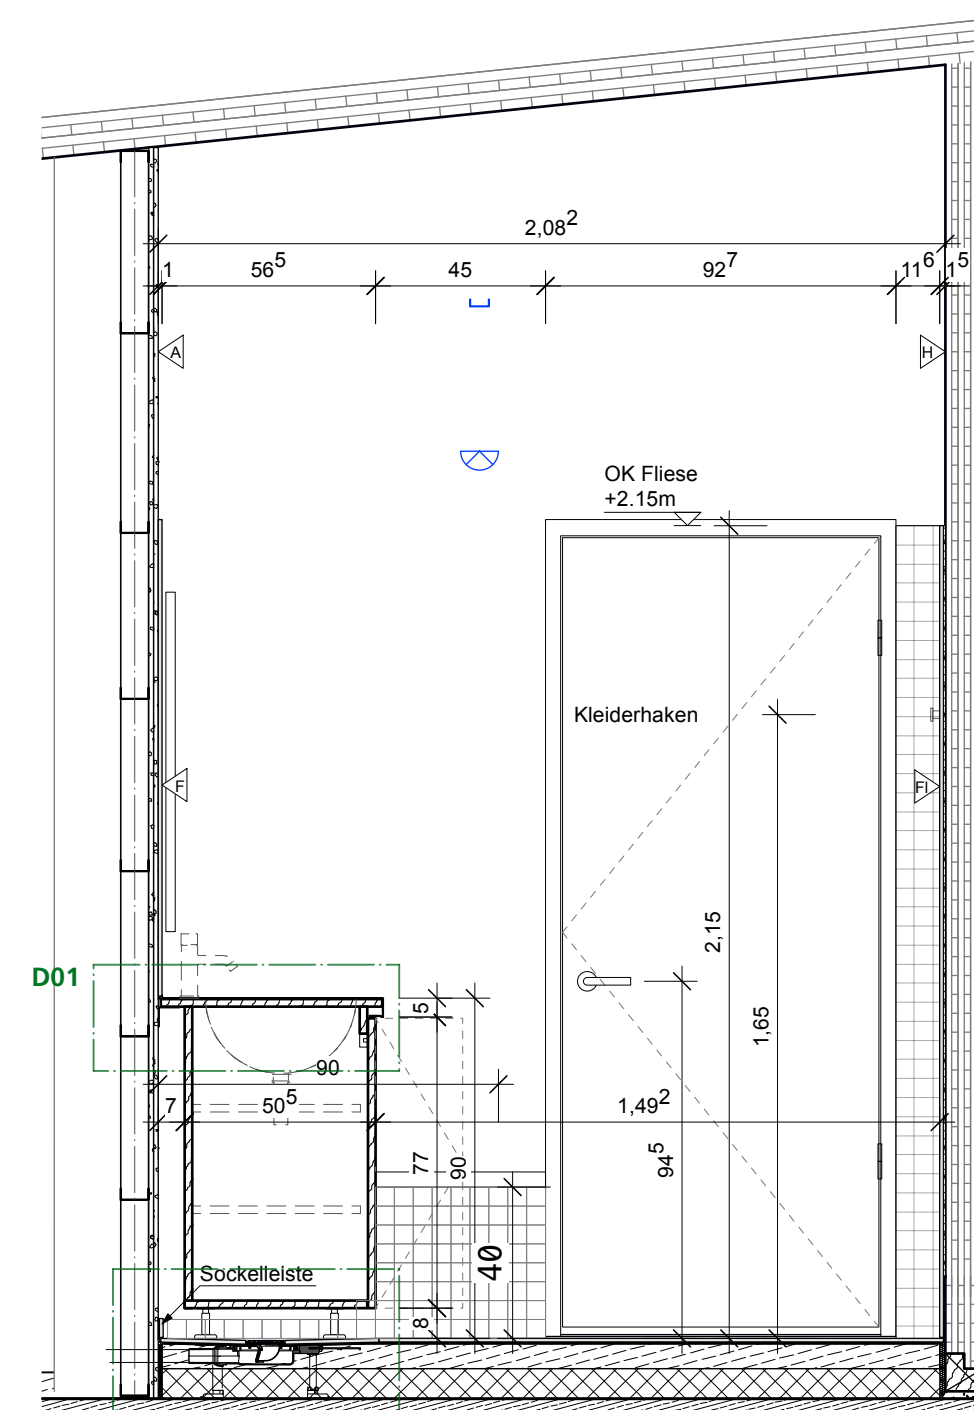 2,08²
1 56⁵ 45 92⁷ 11⁶ 1⁵
A H
OK Fliese
+2.15m
Kleiderhaken
F FI
2,15
D01
1,65
5
90
7 50⁵ 1,49²
77 90 94⁵
40
Sockelleiste
8